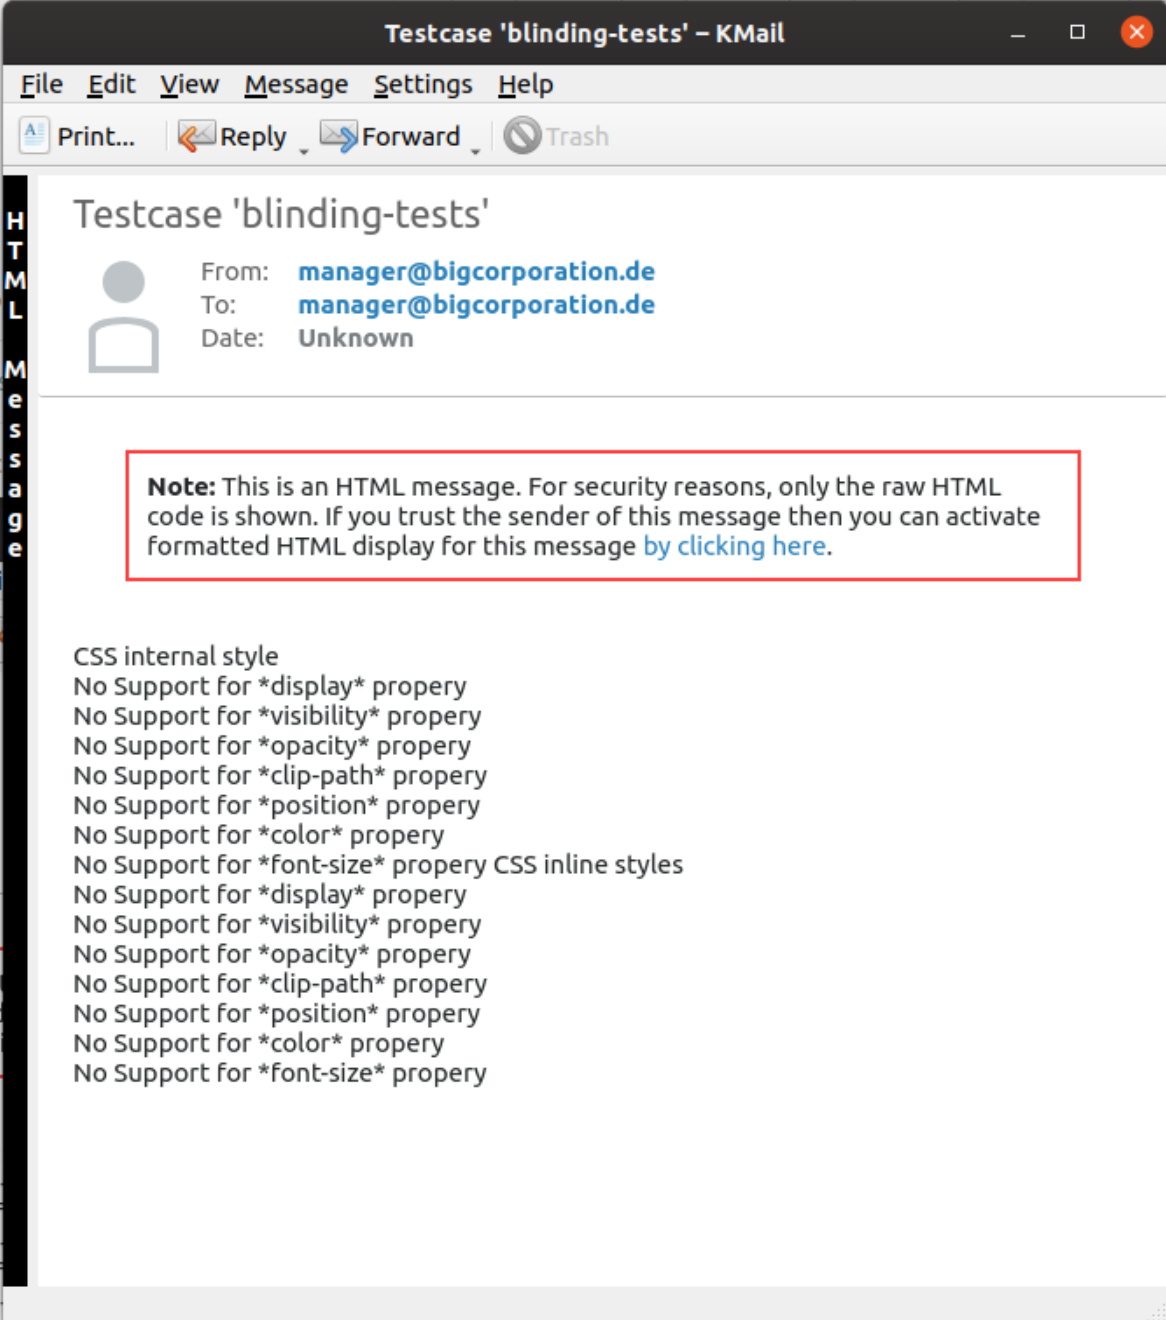 Testcase 'blinding-tests' – KMail
File Edit View Message Settings Help
Print... Reply Forward Trash
HTML Message
Testcase 'blinding-tests'
From: manager@bigcorporation.de
To: manager@bigcorporation.de
Date: Unknown
Note: This is an HTML message. For security reasons, only the raw HTML
code is shown. If you trust the sender of this message then you can activate
formatted HTML display for this message by clicking here.
CSS internal style
No Support for *display* propery
No Support for *visibility* propery
No Support for *opacity* propery
No Support for *clip-path* propery
No Support for *position* propery
No Support for *color* propery
No Support for *font-size* propery CSS inline styles
No Support for *display* propery
No Support for *visibility* propery
No Support for *opacity* propery
No Support for *clip-path* propery
No Support for *position* propery
No Support for *color* propery
No Support for *font-size* propery